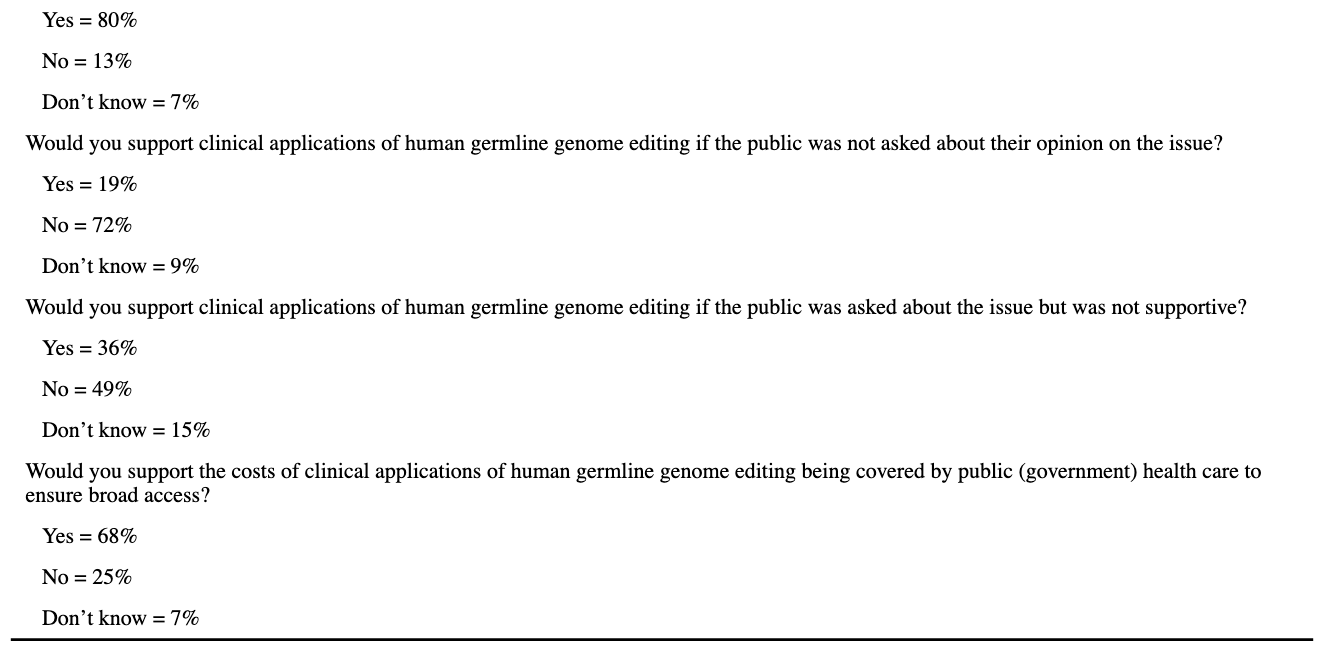 Yes = 80%
No = 13%
Don’t know = 7%
Would you support clinical applications of human germline genome editing if the public was not asked about their opinion on the issue?
Yes = 19%
No = 72%
Don’t know = 9%
Would you support clinical applications of human germline genome editing if the public was asked about the issue but was not supportive?
Yes = 36%
No = 49%
Don’t know = 15%
Would you support the costs of clinical applications of human germline genome editing being covered by public (government) health care to
ensure broad access?
Yes = 68%
No = 25%
Don’t know = 7%